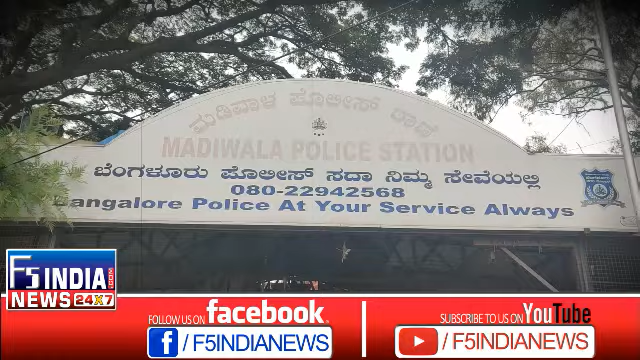 ಮಡಿವಾಳ ಪೊಲೀಸ್ ಠಾಣೆ
MADIWALA POLICE STATION
ಬೆಂಗಳೂರು ಪೊಲೀಸ್ ಸದಾ ನಿಮ್ಮ ಸೇವೆಯಲ್ಲಿ
080-22942568
Bangalore Police At Your Service Always
F5 INDIA
.COM
NEWS 24X7
FOLLOW US ON facebook
f /F5INDIANEWS
SUBSCRIBE TO US ON YouTube
/F5INDIANEWS